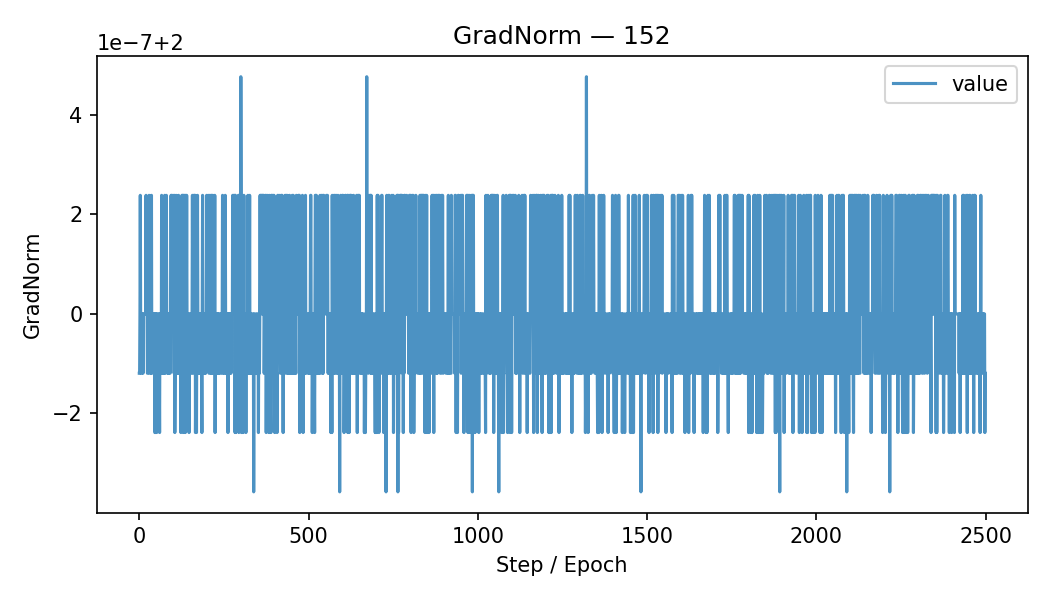 GradNorm — 152
1e−7+2
value
4
2
0
−2
GradNorm
0
500
1000
1500
2000
2500
Step / Epoch